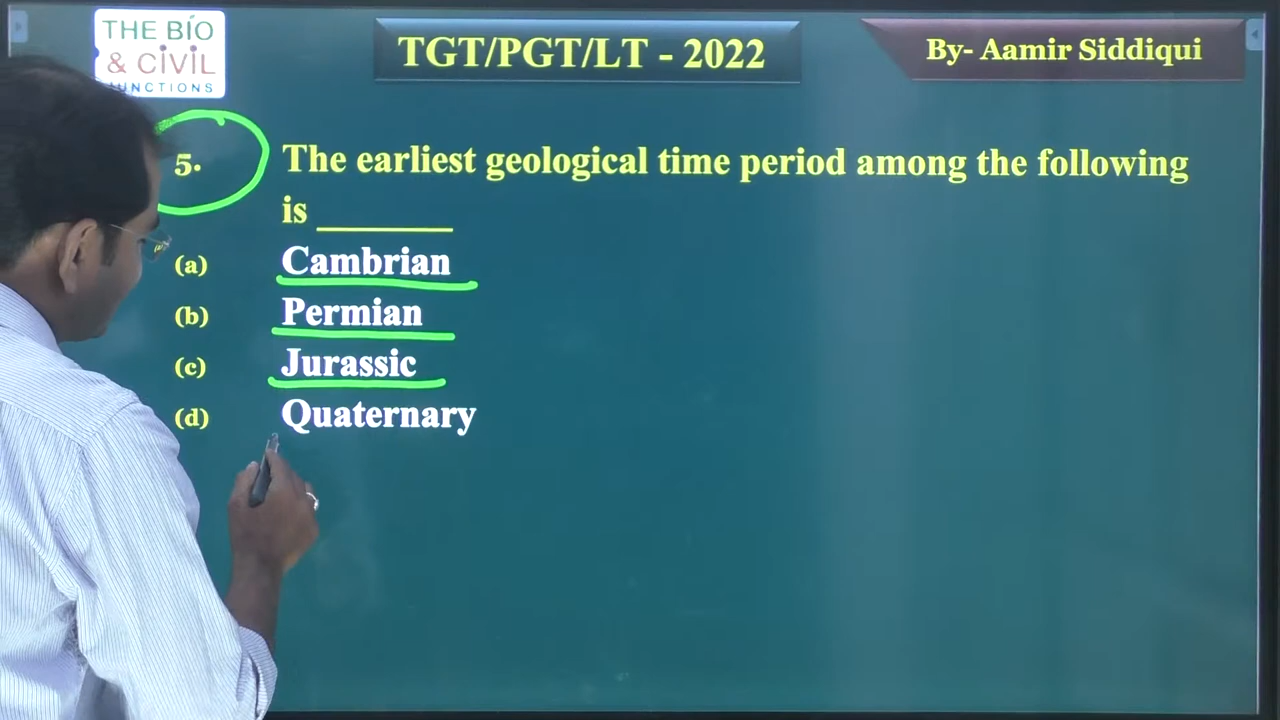 THE BIO
& CIVIL
UNCTIONS
TGT/PGT/LT - 2022
By- Aamir Siddiqui
5. The earliest geological time period among the following
is ________
(a) Cambrian
(b) Permian
(c) Jurassic
(d) Quaternary